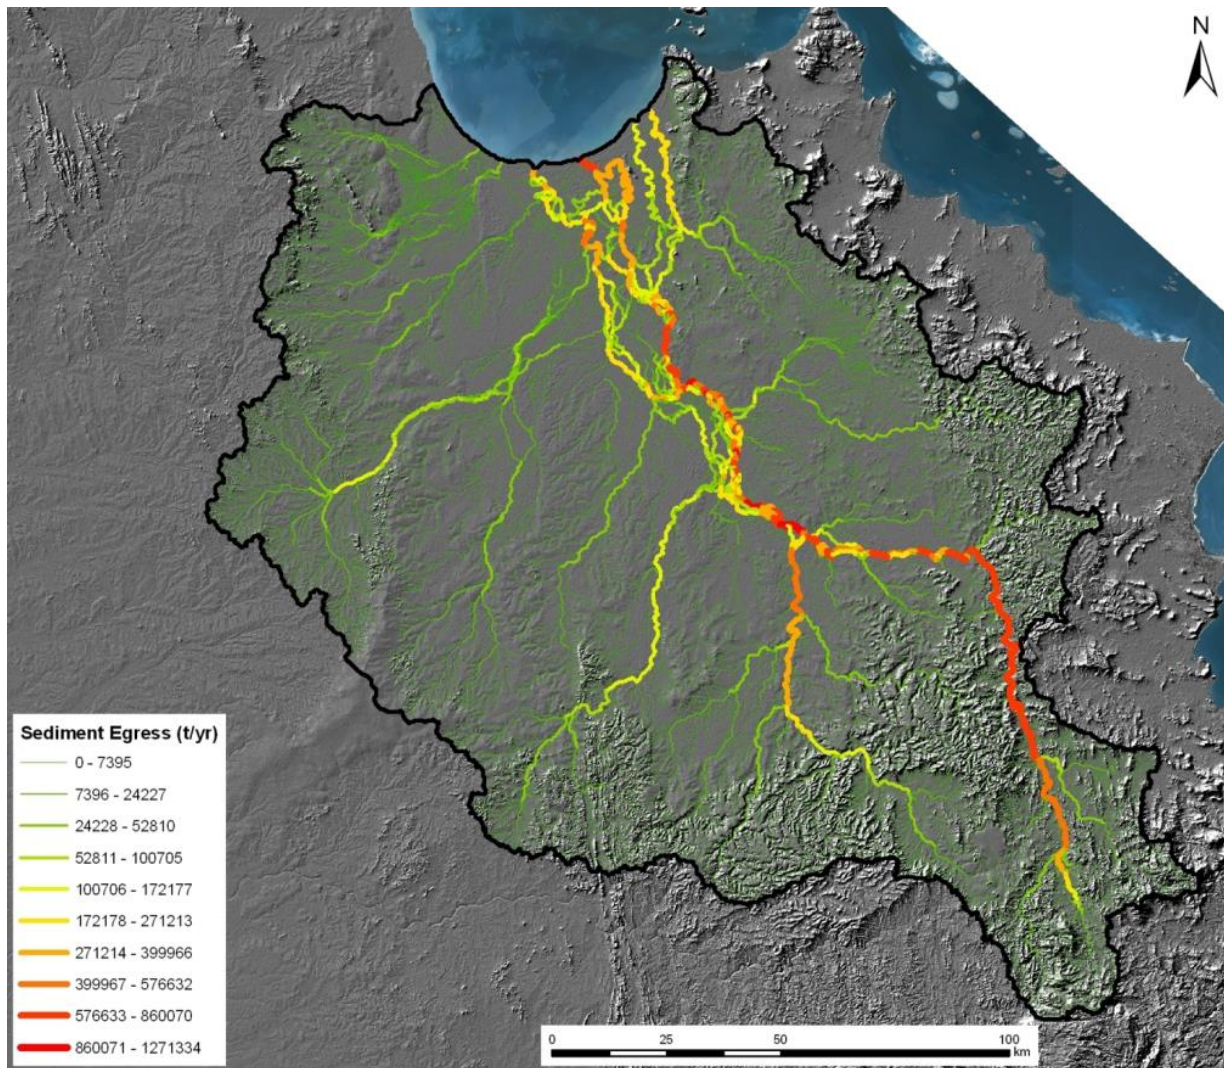 N
Sediment Egress (t/yr)
0 - 7395
7396 - 24227
24228 - 52810
52811 - 100705
100706 - 172177
172178 - 271213
271214 - 399966
399967 - 576632
576633 - 860070
860071 - 1271334
0 25 50 100
km